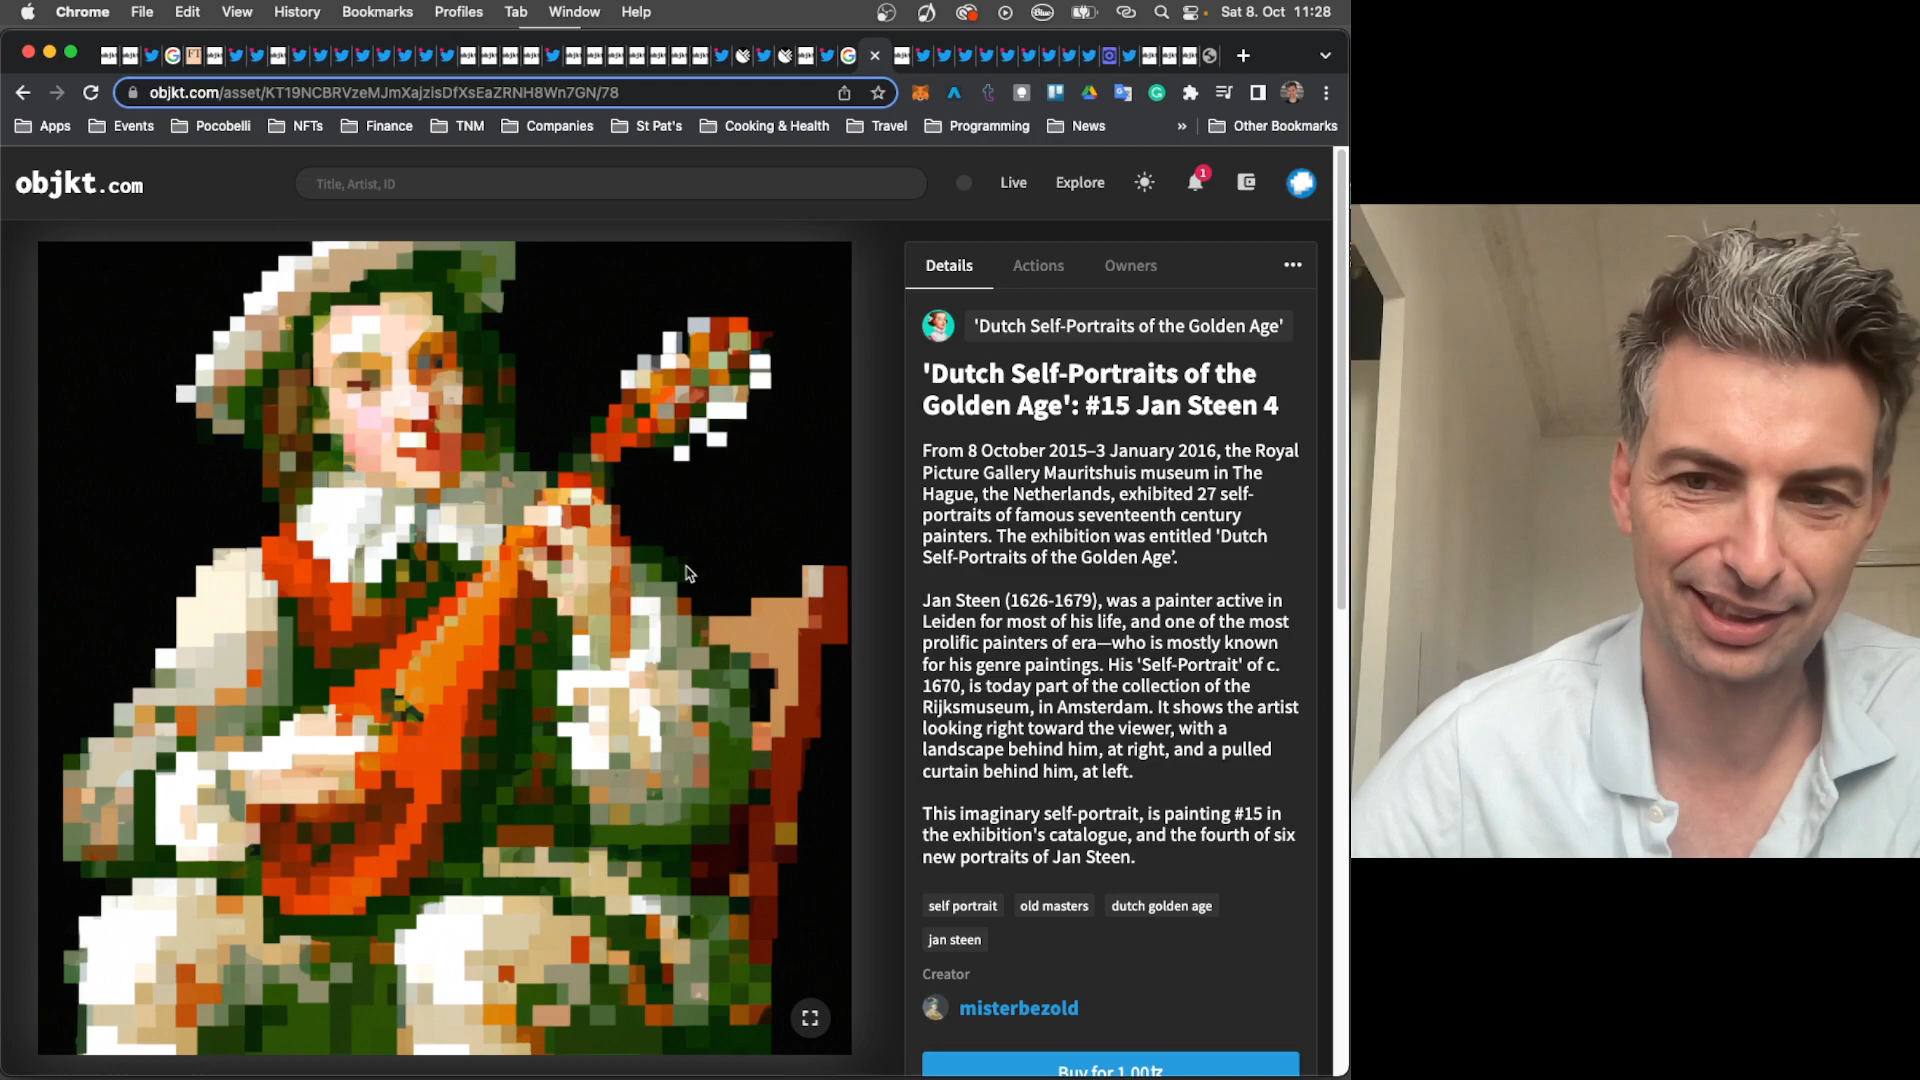 Chrome File Edit View History Bookmarks Profiles Tab Window Help Blue Sat 8. Oct 11:28
objkt.com/asset/KT19NCBRVzeMJmXajzisDfXsEaZRNH8Wn7GN/78
Apps Events Pocobelli NFTs Finance TNM Companies St Pat's Cooking & Health Travel Programming News » Other Bookmarks
objkt.com Title, Artist, ID Live Explore 1
Details Actions Owners
'Dutch Self-Portraits of the Golden Age'
'Dutch Self-Portraits of the
Golden Age': #15 Jan Steen 4
From 8 October 2015–3 January 2016, the Royal
Picture Gallery Mauritshuis museum in The
Hague, the Netherlands, exhibited 27 self-
portraits of famous seventeenth century
painters. The exhibition was entitled 'Dutch
Self-Portraits of the Golden Age'.
Jan Steen (1626-1679), was a painter active in
Leiden for most of his life, and one of the most
prolific painters of era—who is mostly known
for his genre paintings. His 'Self-Portrait' of c.
1670, is today part of the collection of the
Rijksmuseum, in Amsterdam. It shows the artist
looking right toward the viewer, with a
landscape behind him, at right, and a pulled
curtain behind him, at left.
This imaginary self-portrait, is painting #15 in
the exhibition's catalogue, and the fourth of six
new portraits of Jan Steen.
self portrait old masters dutch golden age
jan steen
Creator
misterbezold
Buy for 1.00 ꜩ